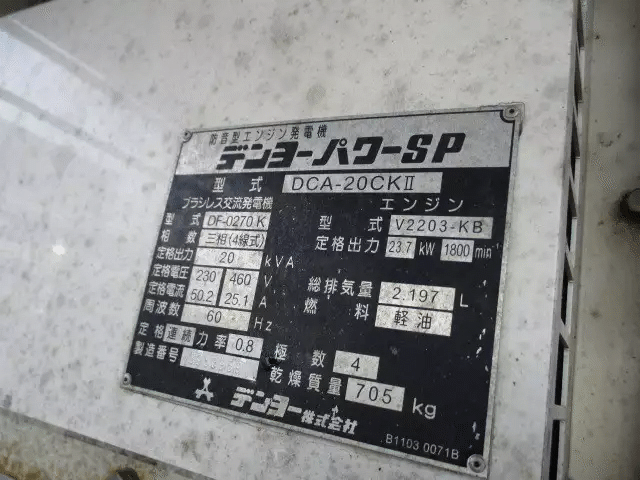 防音型エンジン発電機
デンヨーパワーSP
型式 DCA-20CKⅡ
ブラシレス交流発電機
型式 DF-0270K
相数 三相(4線式)
定格出力 20 kVA
定格電圧 230 460 V
定格電流 50.2 25.1 A
周波数 60 Hz
定格 連続 力率 0.8
製造番号
エンジン
型式 V2203-KB
定格出力 23.7 kW 1800 min⁻¹
総排気量 2.197 L
燃料 軽油
極数 4
乾燥質量 705 kg
デンヨー株式会社
B1103 0071B